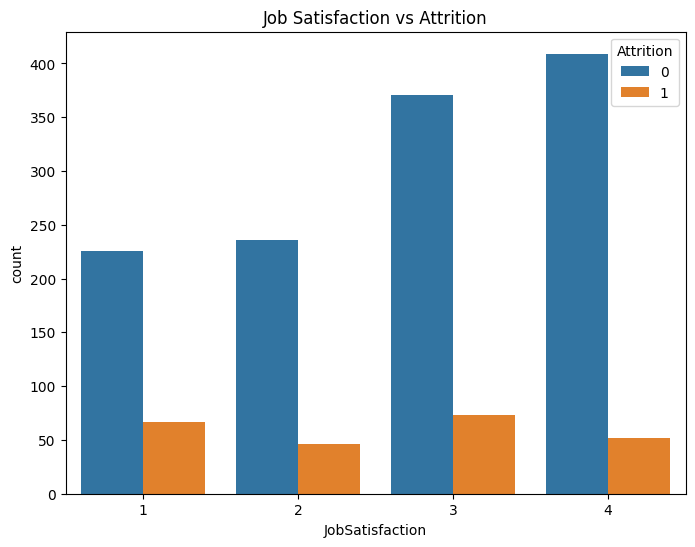 Job Satisfaction vs Attrition
Attrition
0
1
400
350
300
250
200
150
100
50
0
count
1 2 3 4
JobSatisfaction